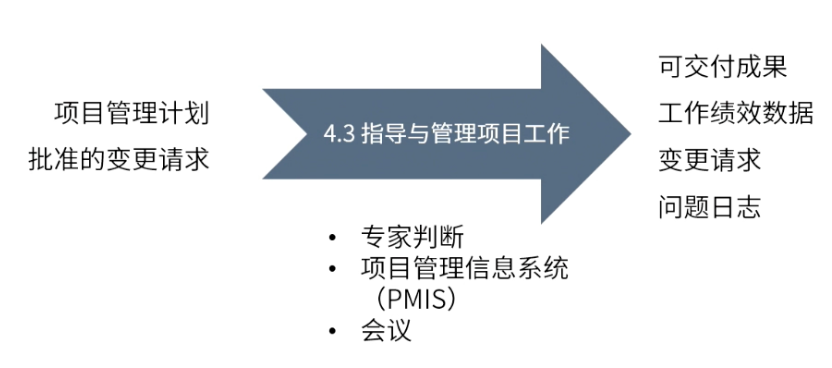 项目管理计划
批准的变更请求
4.3 指导与管理项目工作
• 专家判断
• 项目管理信息系统
（PMIS）
• 会议
可交付成果
工作绩效数据
变更请求
问题日志